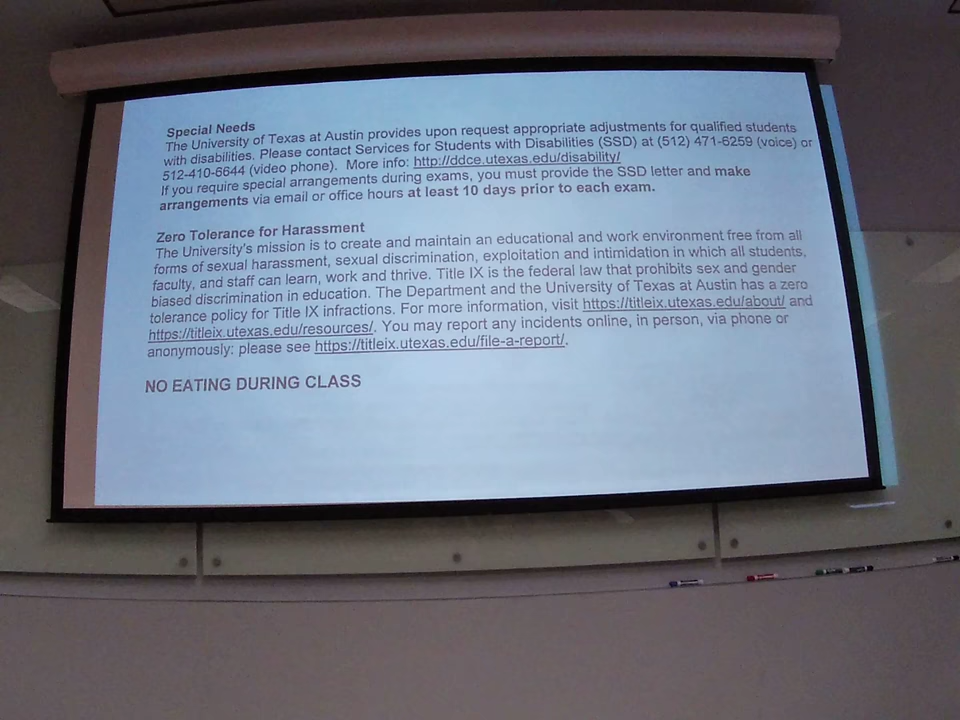 Special Needs
The University of Texas at Austin provides upon request appropriate adjustments for qualified students
with disabilities. Please contact Services for Students with Disabilities (SSD) at (512) 471-6259 (voice) or
512-410-6644 (video phone). More info: http://ddce.utexas.edu/disability/
If you require special arrangements during exams, you must provide the SSD letter and make
arrangements via email or office hours at least 10 days prior to each exam.
Zero Tolerance for Harassment
The University's mission is to create and maintain an educational and work environment free from all
forms of sexual harassment, sexual discrimination, exploitation and intimidation in which all students,
faculty, and staff can learn, work and thrive. Title IX is the federal law that prohibits sex and gender
biased discrimination in education. The Department and the University of Texas at Austin has a zero
tolerance policy for Title IX infractions. For more information, visit https://titleix.utexas.edu/about/ and
https://titleix.utexas.edu/resources/. You may report any incidents online, in person, via phone or
anonymously: please see https://titleix.utexas.edu/file-a-report/.
NO EATING DURING CLASS